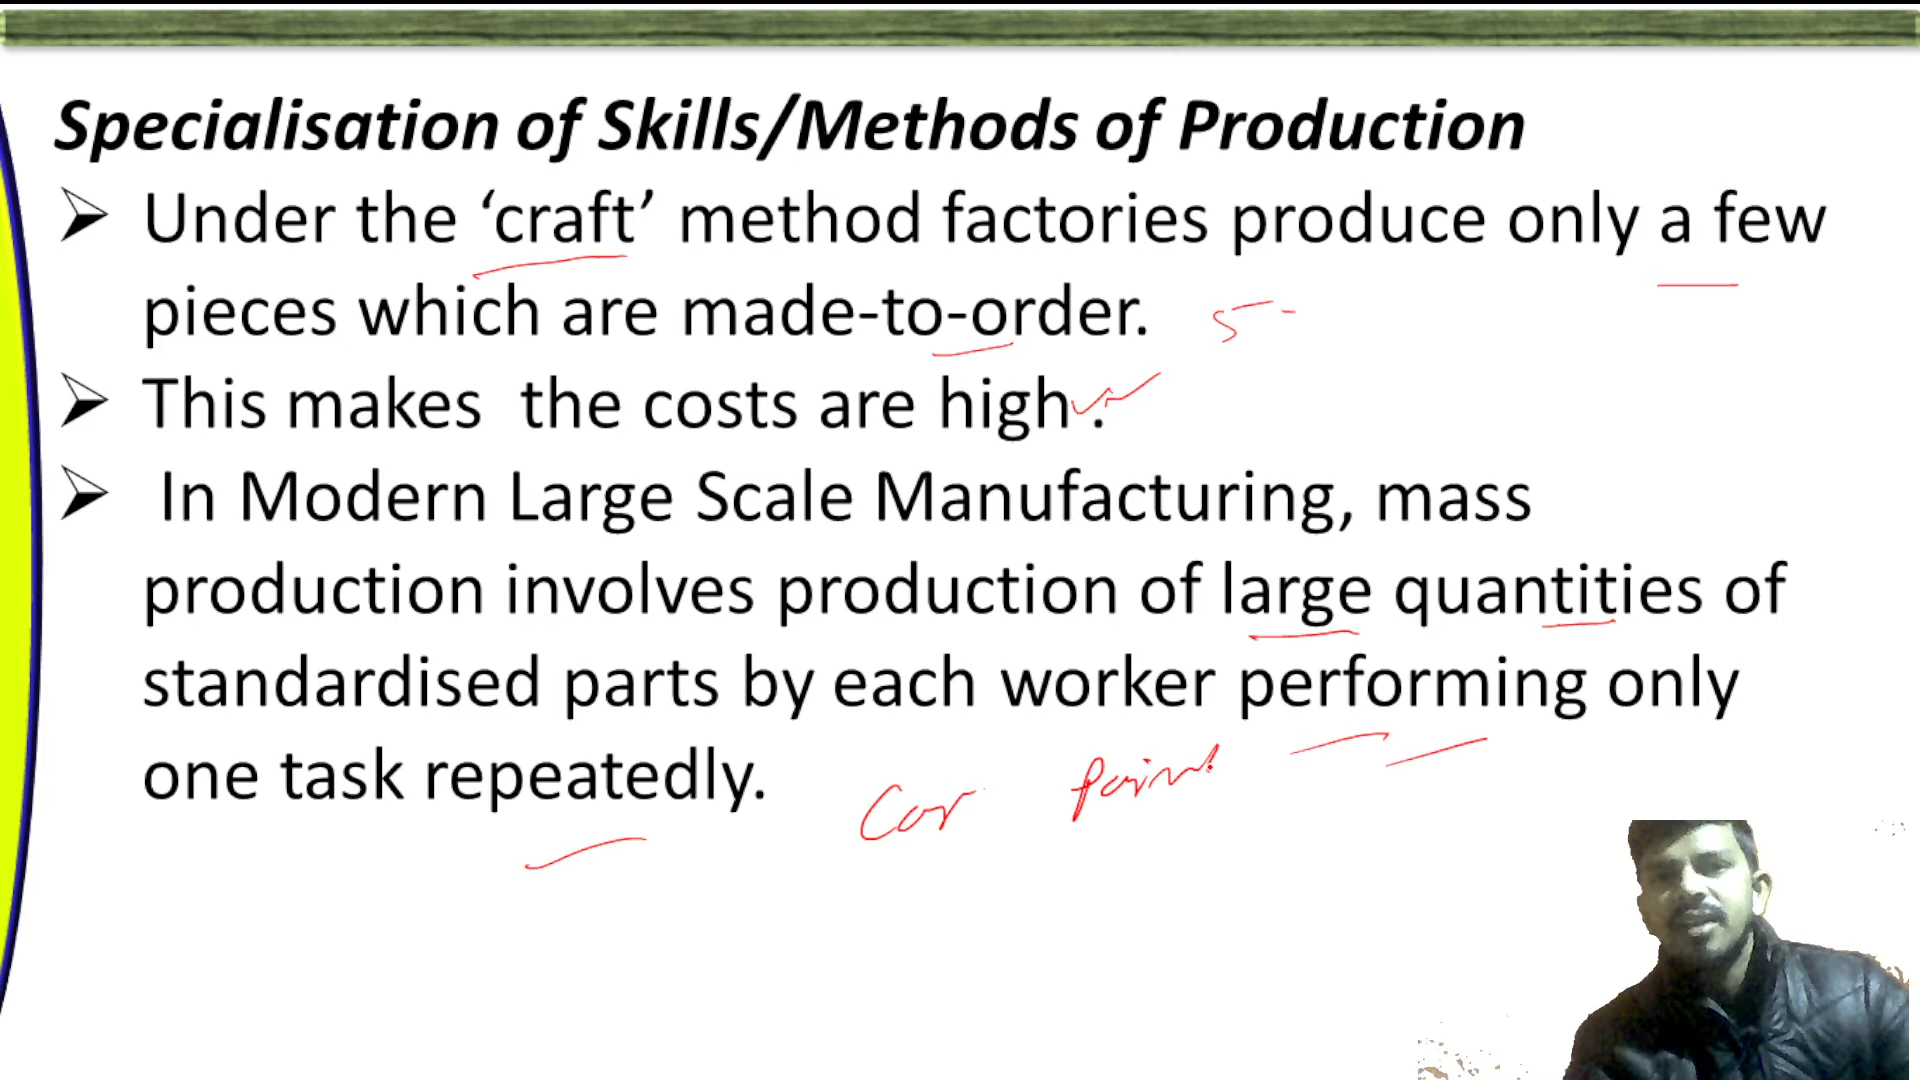 Specialisation of Skills/Methods of Production
➢ Under the ‘craft’ method factories produce only a few
pieces which are made-to-order.
➢ This makes the costs are high .
➢ In Modern Large Scale Manufacturing, mass
production involves production of large quantities of
standardised parts by each worker performing only
one task repeatedly.
Car